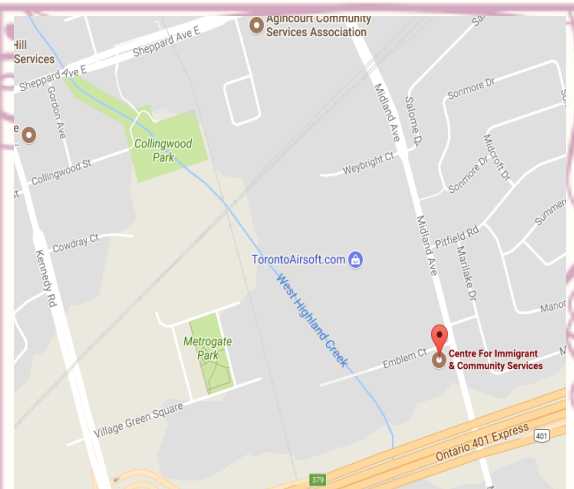 Agincourt Community
Services Association
Hill
Services
Sheppard Ave E
Sheppard Ave E
Gordon Ave
Collingwood
Park
Collingwood St
Cowdray Ct
Kennedy Rd
Midland Ave
Salome D
Sonmore Dr
Midcroft Dr
Weybright Ct
Sonmore Dr
Summer
Midland Ave
Pitfield Rd
Marilake Dr
Manor
TorontoAirsoft.com
West Highland Creek
Metrogate
Park
Village Green Square
Emblem Ct
Centre For Immigrant
& Community Services
Ontario 401 Express
401
379